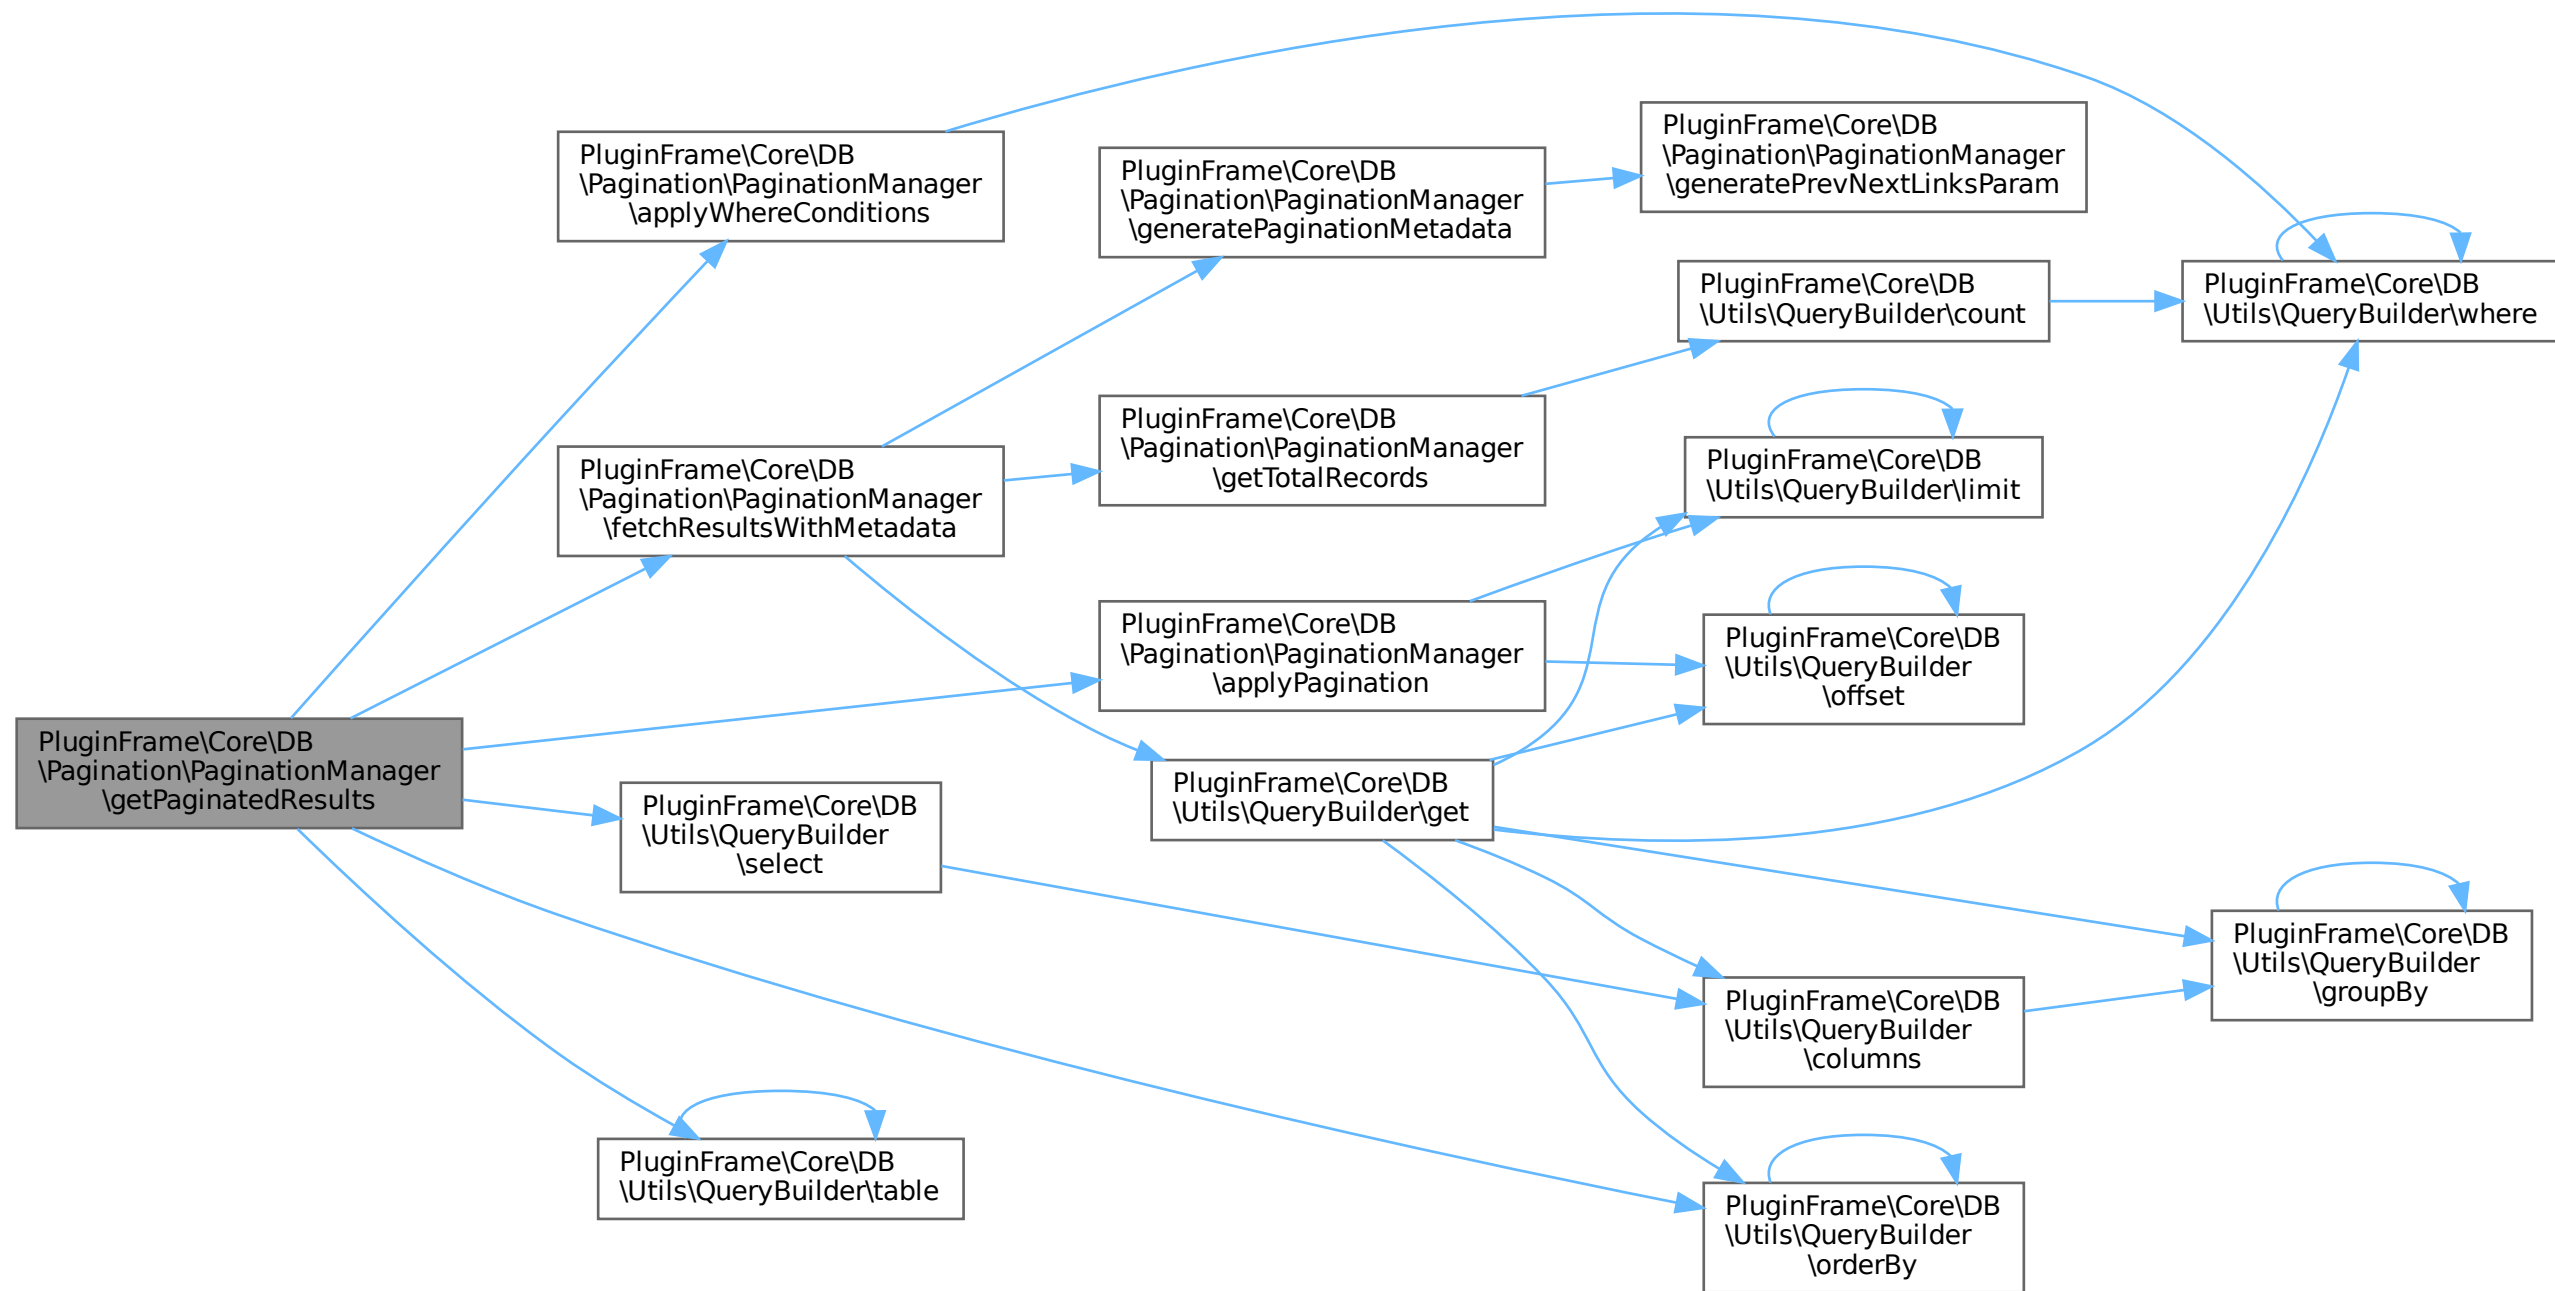 PluginFrame\Core\DB
\Pagination\PaginationManager
\getPaginatedResults
PluginFrame\Core\DB
\Pagination\PaginationManager
\applyWhereConditions
PluginFrame\Core\DB
\Pagination\PaginationManager
\fetchResultsWithMetadata
PluginFrame\Core\DB
\Utils\QueryBuilder
\select
PluginFrame\Core\DB
\Utils\QueryBuilder\table
PluginFrame\Core\DB
\Pagination\PaginationManager
\generatePaginationMetadata
PluginFrame\Core\DB
\Pagination\PaginationManager
\getTotalRecords
PluginFrame\Core\DB
\Pagination\PaginationManager
\applyPagination
PluginFrame\Core\DB
\Utils\QueryBuilder\get
PluginFrame\Core\DB
\Pagination\PaginationManager
\generatePrevNextLinksParam
PluginFrame\Core\DB
\Utils\QueryBuilder\count
PluginFrame\Core\DB
\Utils\QueryBuilder\limit
PluginFrame\Core\DB
\Utils\QueryBuilder
\offset
PluginFrame\Core\DB
\Utils\QueryBuilder
\columns
PluginFrame\Core\DB
\Utils\QueryBuilder
\orderBy
PluginFrame\Core\DB
\Utils\QueryBuilder\where
PluginFrame\Core\DB
\Utils\QueryBuilder
\groupBy